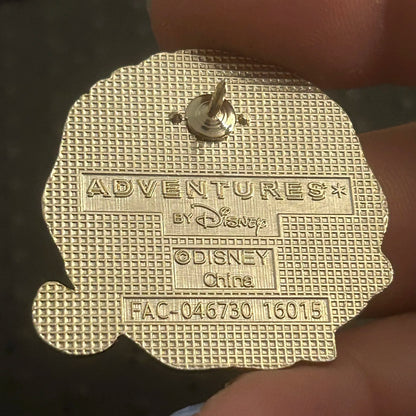 ADVENTURES*
BY Disney
©DISNEY
China
FAC-046730 16015